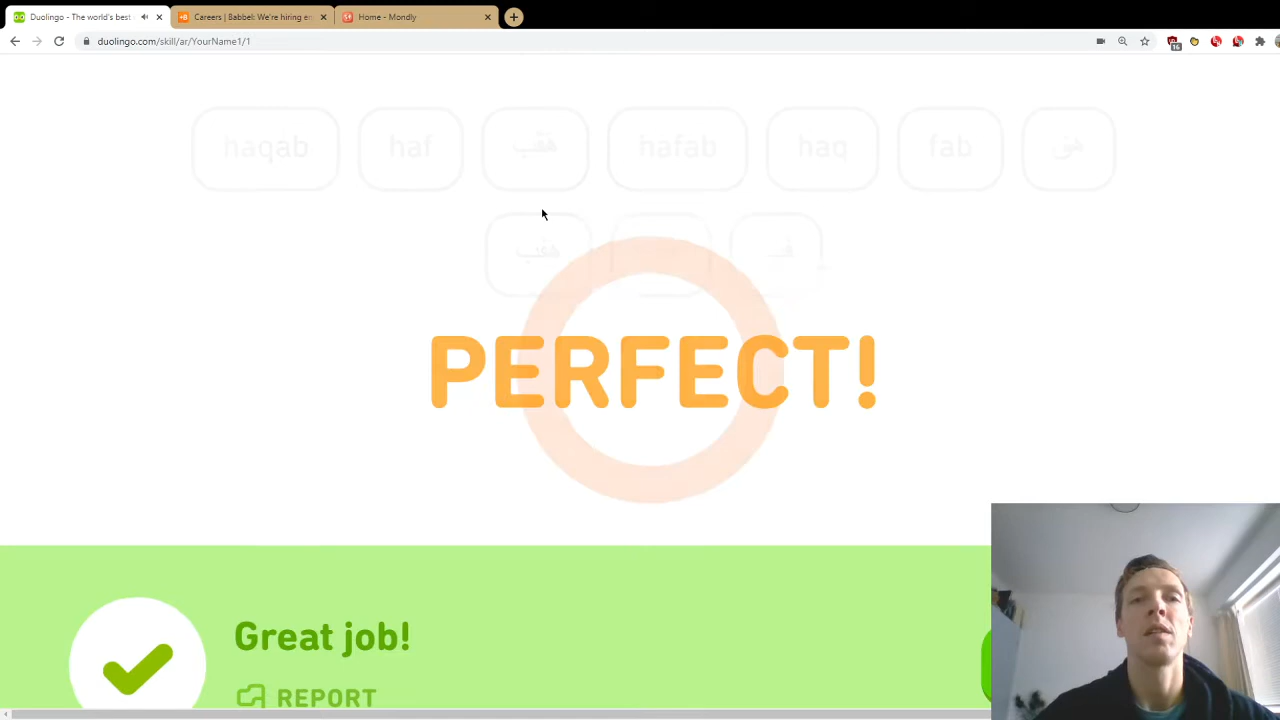 Duolingo - The world's best
Careers | Babbel: We're hiring en
Home - Mondly
duolingo.com/skill/ar/YourName1/1
16
haqab
haf
هَقَّب
hafab
haq
fab
هَق
هَفَّب
فَـ
PERFECT!
Great job!
REPORT